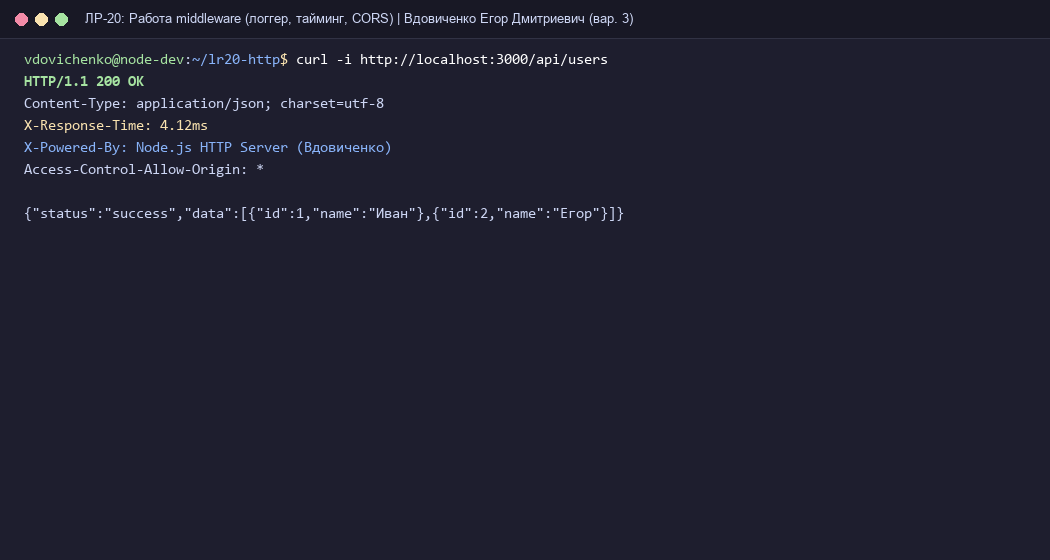 ЛР-20: Работа middleware (логгер, тайминг, CORS) | Вдовиченко Егор Дмитриевич (вар. 3)
vdovichenko@node-dev:~/lr20-http$ curl -i http://localhost:3000/api/users
HTTP/1.1 200 OK
Content-Type: application/json; charset=utf-8
X-Response-Time: 4.12ms
X-Powered-By: Node.js HTTP Server (Вдовиченко)
Access-Control-Allow-Origin: *
{"status":"success","data":[{"id":1,"name":"Иван"},{"id":2,"name":"Егор"}]}